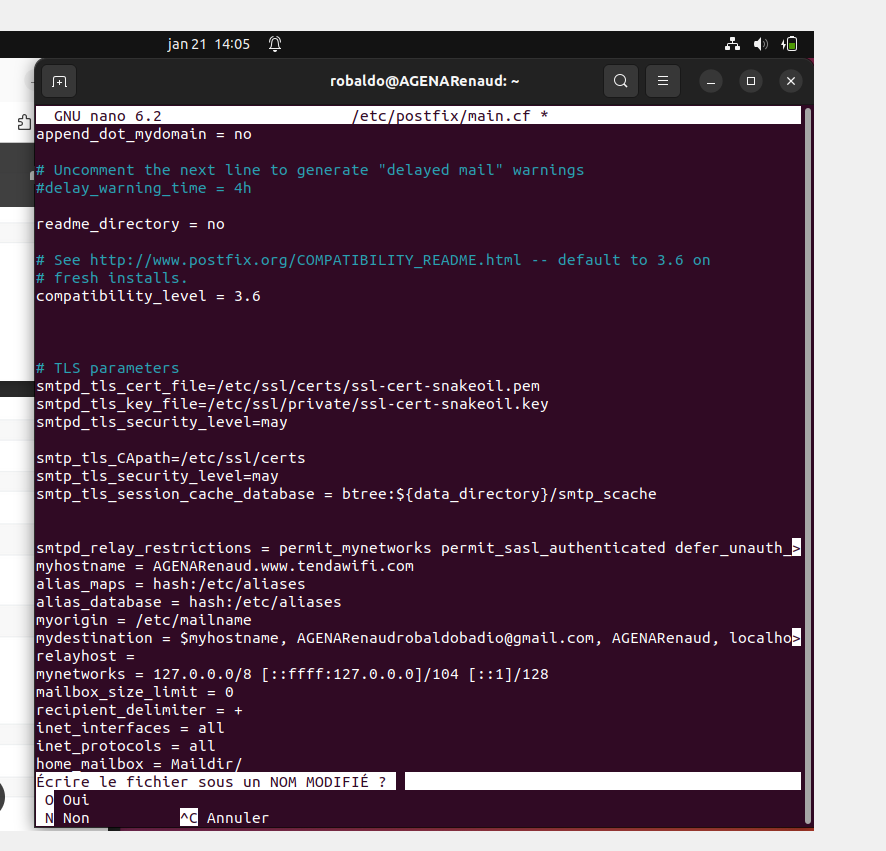 jan 21 14:05
robaldo@AGENARenaud: ~
GNU nano 6.2 /etc/postfix/main.cf *
append_dot_mydomain = no
# Uncomment the next line to generate "delayed mail" warnings
#delay_warning_time = 4h
readme_directory = no
# See http://www.postfix.org/COMPATIBILITY_README.html -- default to 3.6 on
# fresh installs.
compatibility_level = 3.6
# TLS parameters
smtpd_tls_cert_file=/etc/ssl/certs/ssl-cert-snakeoil.pem
smtpd_tls_key_file=/etc/ssl/private/ssl-cert-snakeoil.key
smtpd_tls_security_level=may
smtp_tls_CApath=/etc/ssl/certs
smtp_tls_security_level=may
smtp_tls_session_cache_database = btree:${data_directory}/smtp_scache
smtpd_relay_restrictions = permit_mynetworks permit_sasl_authenticated defer_unauth_>
myhostname = AGENARenaud.www.tendawifi.com
alias_maps = hash:/etc/aliases
alias_database = hash:/etc/aliases
myorigin = /etc/mailname
mydestination = $myhostname, AGENARenaudrobaldobadio@gmail.com, AGENARenaud, localho>
relayhost =
mynetworks = 127.0.0.0/8 [::ffff:127.0.0.0]/104 [::1]/128
mailbox_size_limit = 0
recipient_delimiter = +
inet_interfaces = all
inet_protocols = all
home_mailbox = Maildir/
Écrire le fichier sous un NOM MODIFIÉ ?
O Oui
N Non ^C Annuler